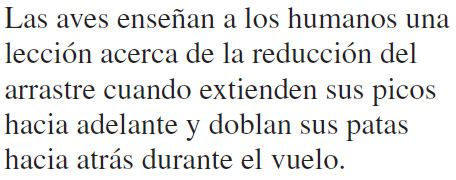 Las aves enseñan a los humanos una
lección acerca de la reducción del
arrastre cuando extienden sus picos
hacia adelante y doblan sus patas
hacia atrás durante el vuelo.